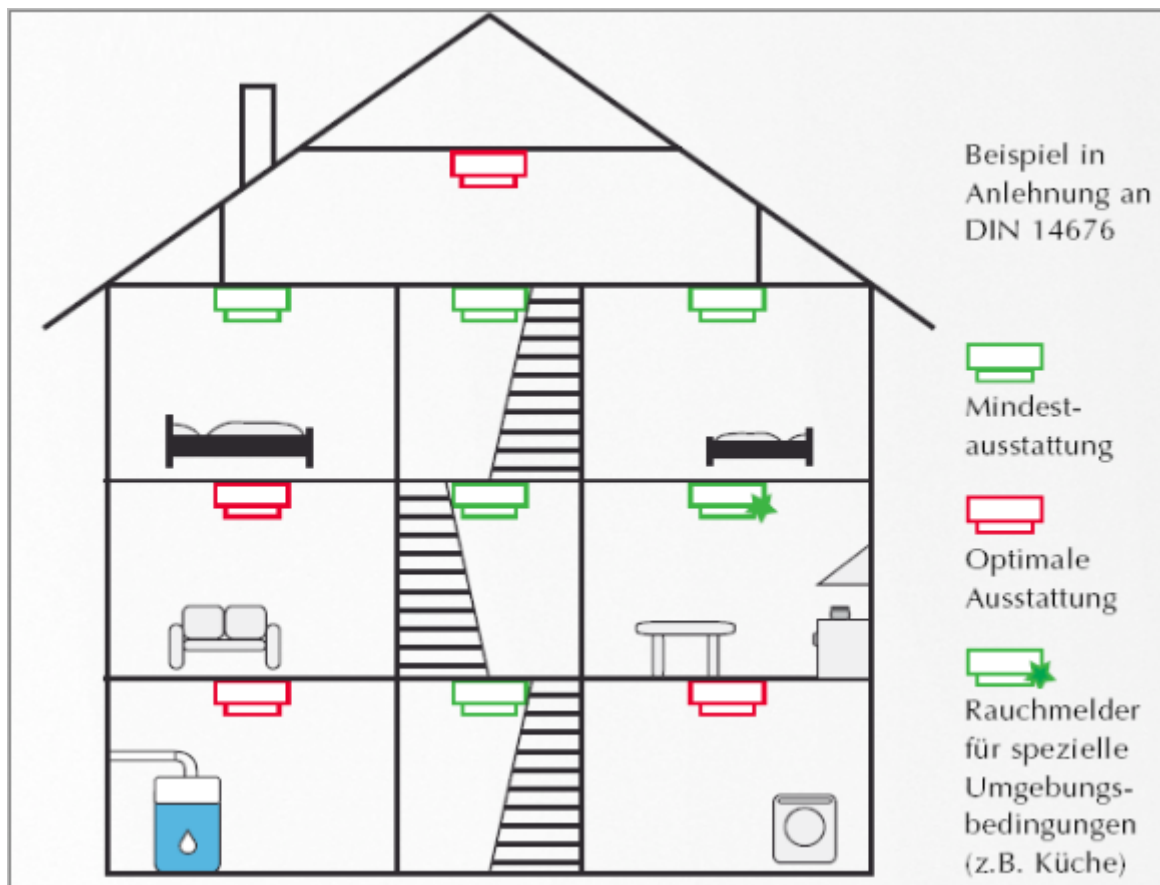 Beispiel in
Anlehnung an
DIN 14676
Mindest-
ausstattung
Optimale
Ausstattung
Rauchmelder
für spezielle
Umgebungs-
bedingungen
(z.B. Küche)